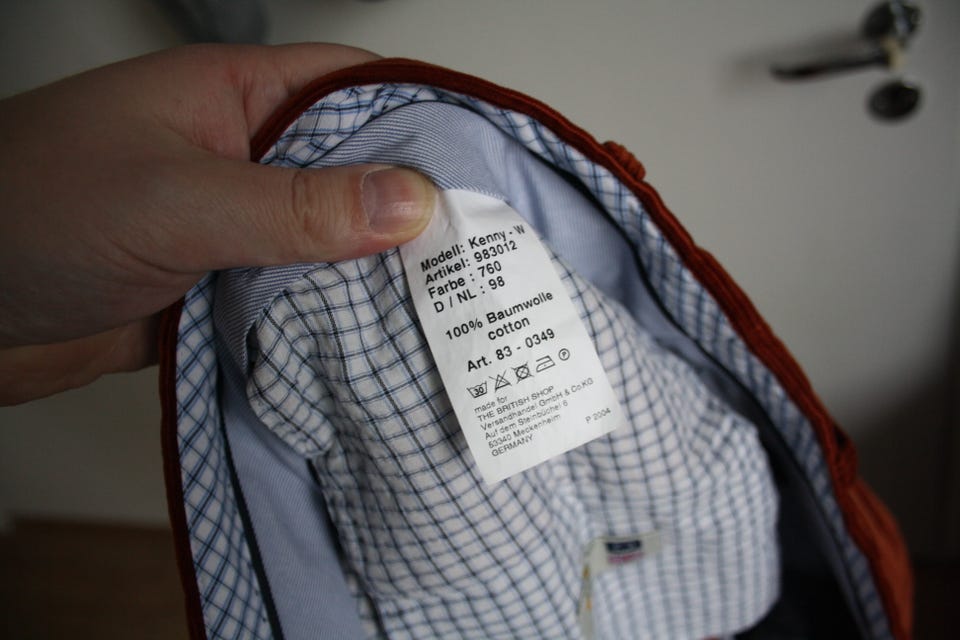 Modell: Kenny - W
Artikel: 983012
Farbe : 760
D / NL : 98
100% Baumwolle
cotton
Art. 83 - 0349
30 P
made for
THE BRITISH SHOP
Versandhandel GmbH & Co.KG
Auf dem Steinbüchel 6
53340 Meckenheim
GERMANY
P 2004